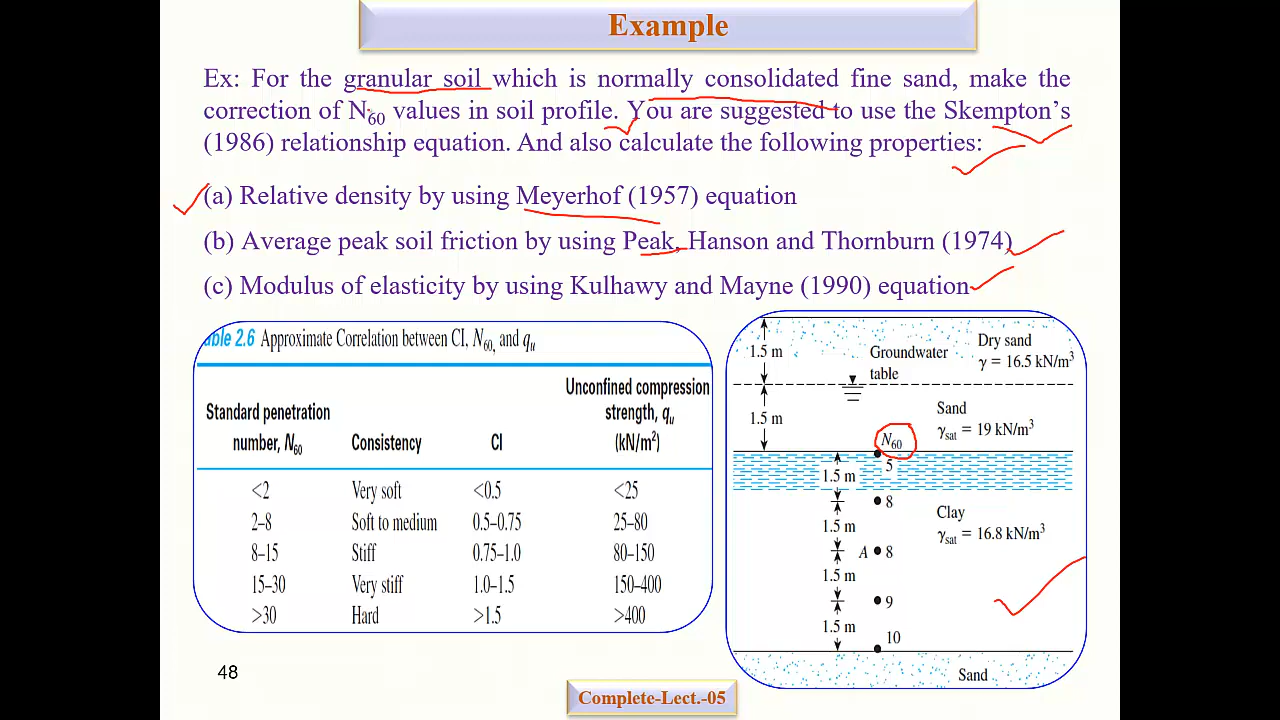 Example
Ex: For the granular soil which is normally consolidated fine sand, make the
correction of N60 values in soil profile. You are suggested to use the Skempton’s
(1986) relationship equation. And also calculate the following properties:
(a) Relative density by using Meyerhof (1957) equation
(b) Average peak soil friction by using Peak, Hanson and Thornburn (1974)
(c) Modulus of elasticity by using Kulhawy and Mayne (1990) equation
ble 2.6 Approximate Correlation between CI, N60, and qu
Standard penetration number, N60
Consistency
CI
Unconfined compression strength, qu (kN/m²)
<2 Very soft <0.5 <25
2–8 Soft to medium 0.5–0.75 25–80
8–15 Stiff 0.75–1.0 80–150
15–30 Very stiff 1.0–1.5 150–400
>30 Hard >1.5 >400
1.5 m
Groundwater
table
Dry sand
γ = 16.5 kN/m³
1.5 m
Sand
γsat = 19 kN/m³
N60
5
1.5 m
8
1.5 m
Clay
γsat = 16.8 kN/m³
A 8
1.5 m
9
1.5 m
10
Sand
48
Complete-Lect.-05